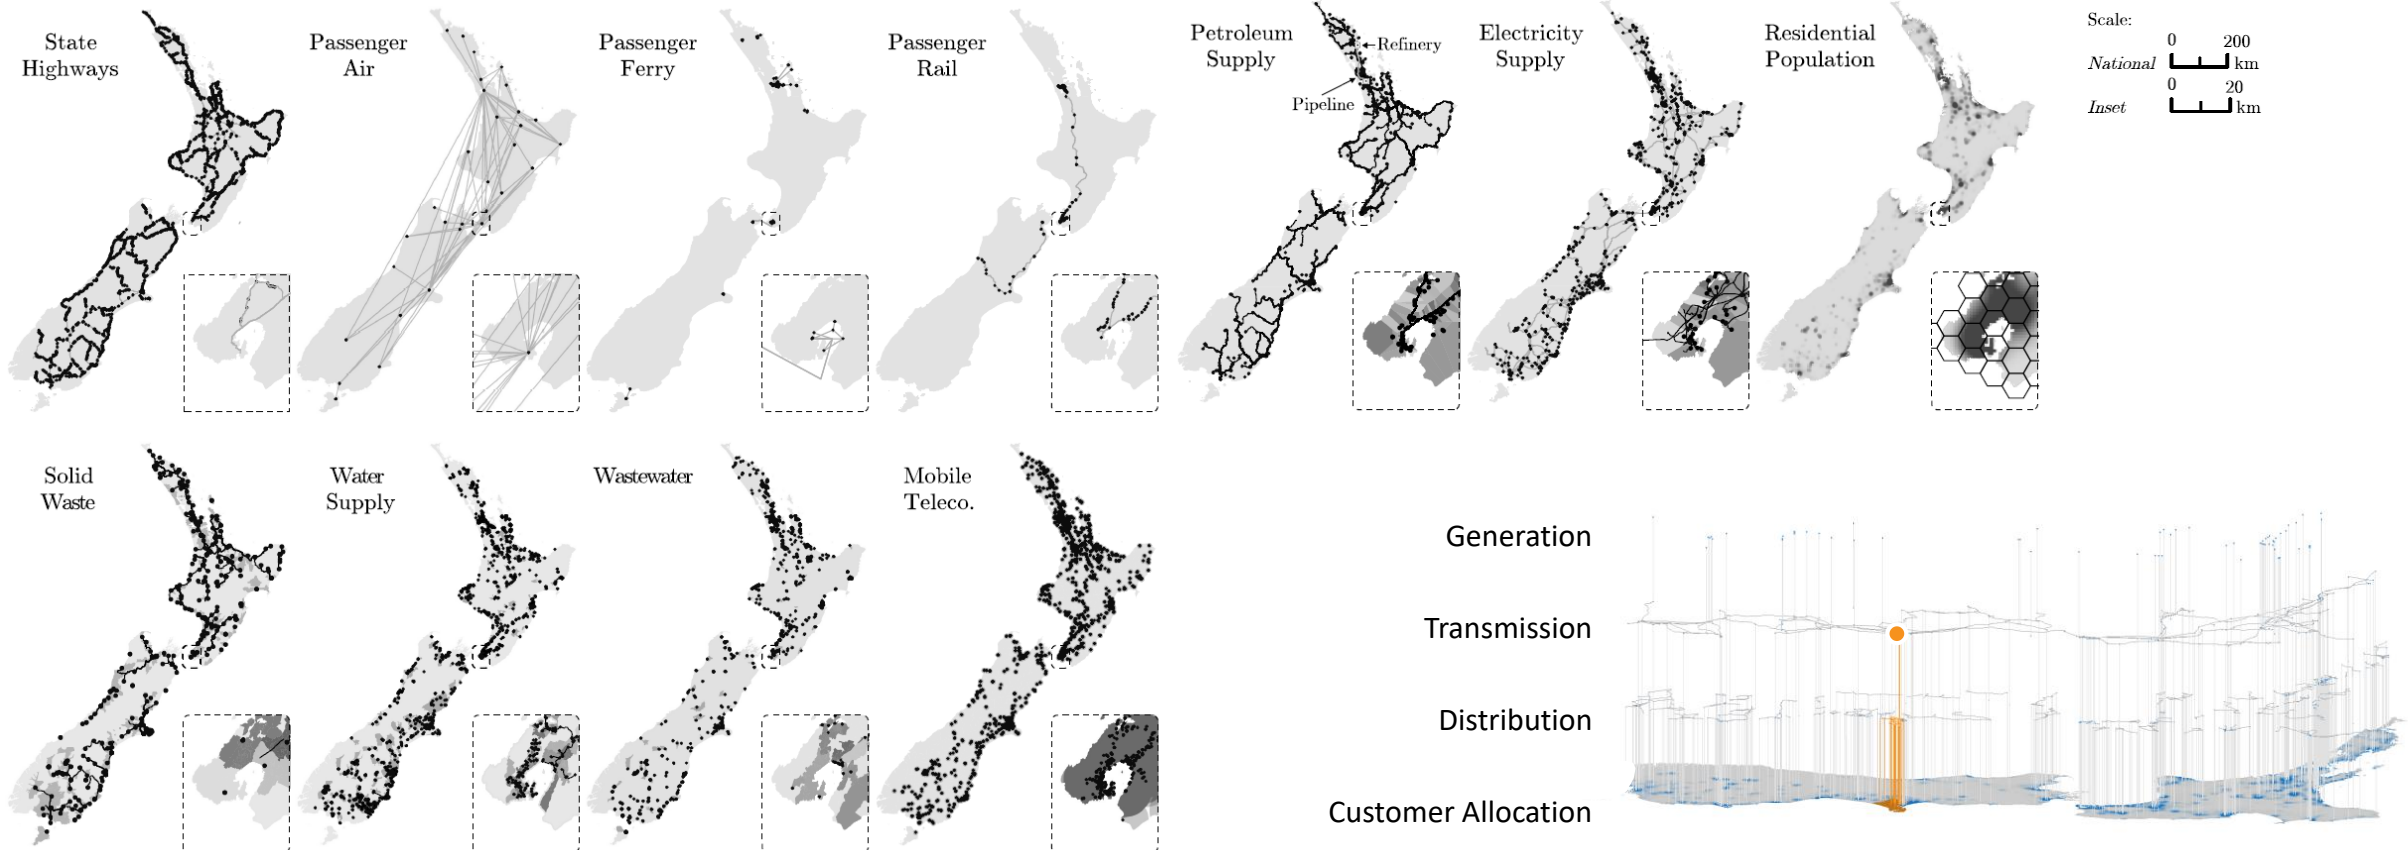 State
Highways
Passenger
Air
Passenger
Ferry
Passenger
Rail
Petroleum
Supply
←Refinery
Pipeline
Electricity
Supply
Residential
Population
Scale:
0 200
National km
0 20
Inset km
Solid
Waste
Water
Supply
Wastewater
Mobile
Teleco.
Generation
Transmission
Distribution
Customer Allocation